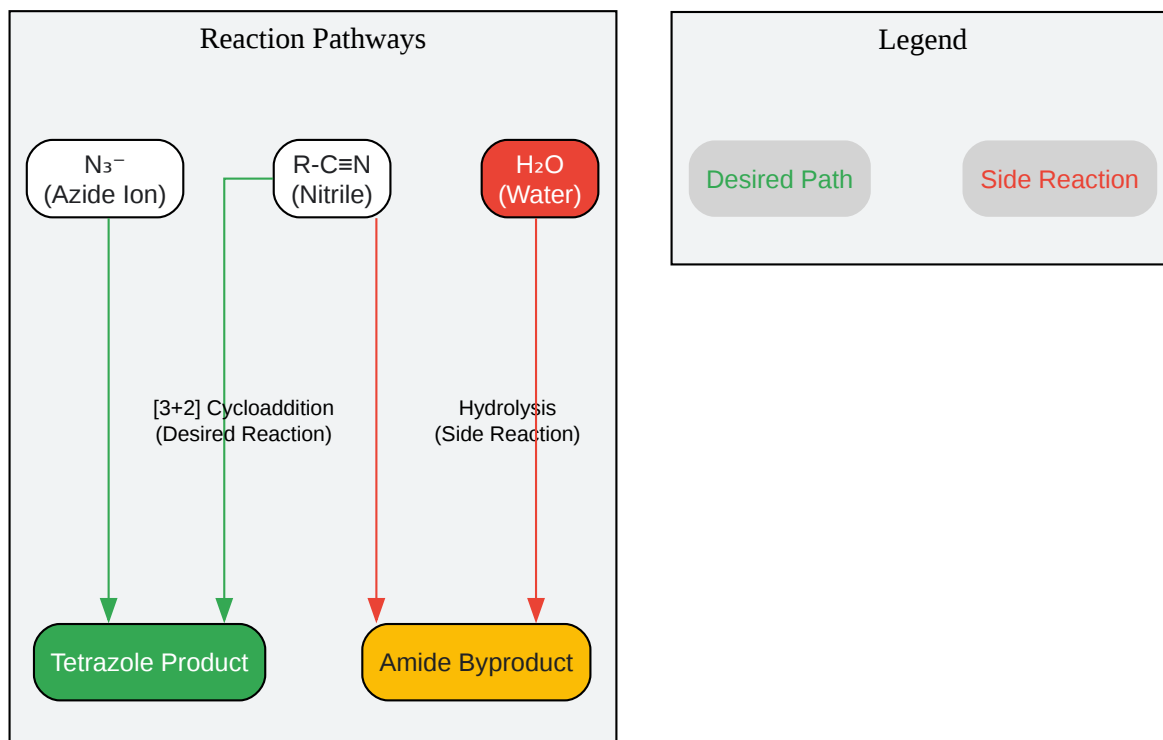 Reaction Pathways
Legend
N₃⁻
(Azide Ion)
R-C≡N
(Nitrile)
H₂O
(Water)
Desired Path
Side Reaction
[3+2] Cycloaddition
(Desired Reaction)
Hydrolysis
(Side Reaction)
Tetrazole Product
Amide Byproduct